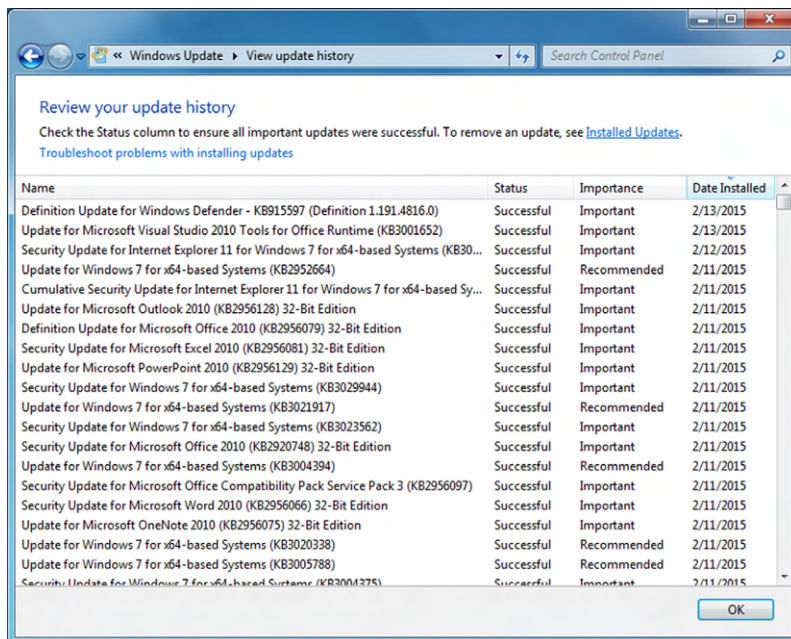 « Windows Update ▸ View update history
Search Control Panel
Review your update history
Check the Status column to ensure all important updates were successful. To remove an update, see Installed Updates.
Troubleshoot problems with installing updates
Name Status Importance Date Installed
Definition Update for Windows Defender - KB915597 (Definition 1.191.4816.0) Successful Important 2/13/2015
Update for Microsoft Visual Studio 2010 Tools for Office Runtime (KB3001652) Successful Important 2/13/2015
Security Update for Internet Explorer 11 for Windows 7 for x64-based Systems (KB30... Successful Important 2/12/2015
Update for Windows 7 for x64-based Systems (KB2952664) Successful Recommended 2/11/2015
Cumulative Security Update for Internet Explorer 11 for Windows 7 for x64-based Sy... Successful Important 2/11/2015
Update for Microsoft Outlook 2010 (KB2956128) 32-Bit Edition Successful Important 2/11/2015
Definition Update for Microsoft Office 2010 (KB2956079) 32-Bit Edition Successful Important 2/11/2015
Security Update for Microsoft Excel 2010 (KB2956081) 32-Bit Edition Successful Important 2/11/2015
Update for Microsoft PowerPoint 2010 (KB2956129) 32-Bit Edition Successful Important 2/11/2015
Security Update for Windows 7 for x64-based Systems (KB3029944) Successful Important 2/11/2015
Update for Windows 7 for x64-based Systems (KB3021917) Successful Recommended 2/11/2015
Security Update for Windows 7 for x64-based Systems (KB3023562) Successful Important 2/11/2015
Security Update for Microsoft Office 2010 (KB2920748) 32-Bit Edition Successful Important 2/11/2015
Update for Windows 7 for x64-based Systems (KB3004394) Successful Recommended 2/11/2015
Security Update for Microsoft Office Compatibility Pack Service Pack 3 (KB2956097) Successful Important 2/11/2015
Security Update for Microsoft Word 2010 (KB2956066) 32-Bit Edition Successful Important 2/11/2015
Update for Microsoft OneNote 2010 (KB2956075) 32-Bit Edition Successful Important 2/11/2015
Update for Windows 7 for x64-based Systems (KB3020338) Successful Recommended 2/11/2015
Update for Windows 7 for x64-based Systems (KB3005788) Successful Recommended 2/11/2015
Security Update for Windows 7 for x64-based Systems (KB3004375) Successful Important 2/11/2015
OK